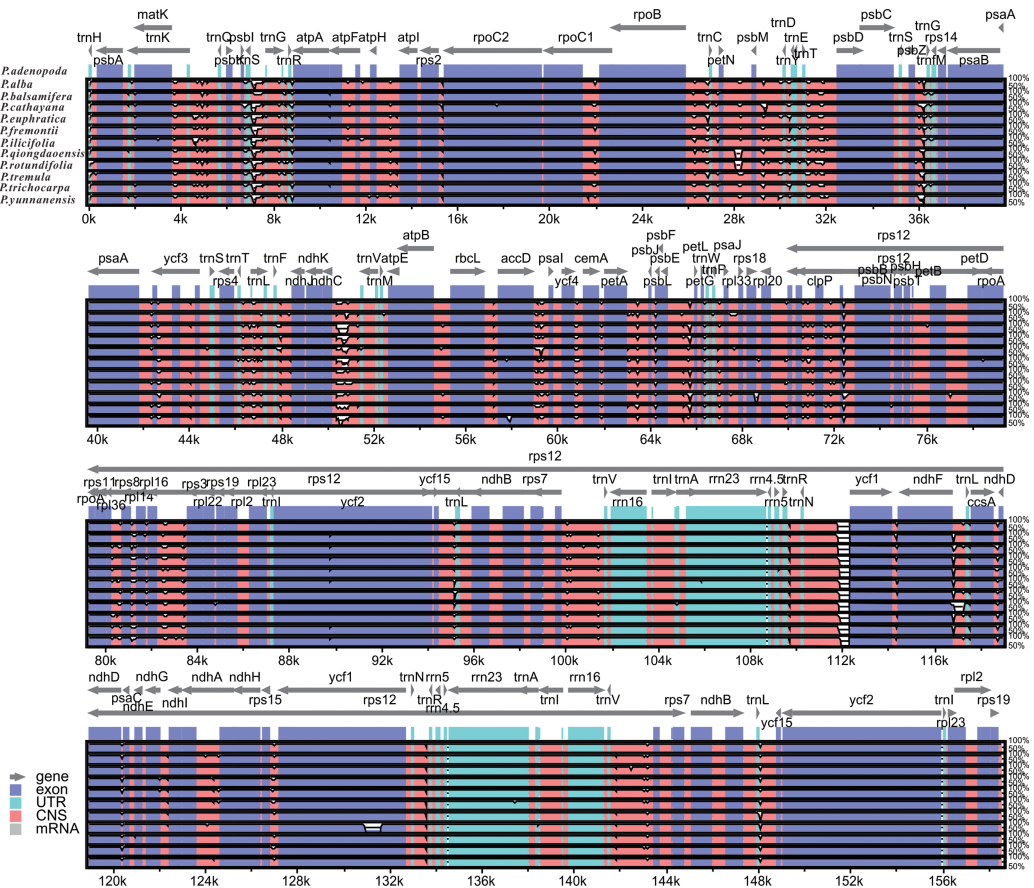 matK rpoB trnD psbC trnG psaA
trnH trnK trnQ psbI trnG atpA atpF atpH atpI rpoC2 rpoC1 trnC psbM trnE psbD trnS rps14
psbA psbK trnS trnR rps2 petN trnY trnT psbZ trnfM psaB
P.adenopoda
P.alba
P.balsamifera
P.cathayana
P.euphratica
P.fremontii
P.ilicifolia
P.qiongdaoensis
P.rotundifolia
P.tremula
P.trichocarpa
P.yunnanensis
100%
50%
0k 4k 8k 12k 16k 20k 24k 28k 32k 36k
atpB psbF rps12
psaA ycf3 trnS trnT trnF ndhK trnV atpE rbcL accD psaI cemA psbJ psbE petL trnW psaJ rps18 rps12 petD
rps4 trnL ndhJ ndhC trnM ycf4 petA psbL petG trnP rpl33 rpl20 clpP psbB psbN psbH psbT petB rpoA
100%
50%
40k 44k 48k 52k 56k 60k 64k 68k 72k 76k
rps12
rps11 rps8 rpl16 rps3 rps19 rpl23 rps12 ycf15 ndhB rps7 trnV trnI trnA rrn23 rrn4.5 trnR ycf1 ndhF trnL ndhD
rpoA rpl36 rpl14 rpl22 rpl2 trnI ycf2 trnL rrn16 rrn5 trnN ccsA
100%
50%
80k 84k 88k 92k 96k 100k 104k 108k 112k 116k
ndhD ndhG ndhA ndhH ycf1 trnN rrn5 rrn23 trnA rrn16 rpl2
psaC ndhE ndhI rps15 rps12 trnR rrn4.5 trnI trnV rps7 ndhB trnL ycf15 ycf2 trnI rpl23 rps19
100%
50%
gene
exon
UTR
CNS
mRNA
120k 124k 128k 132k 136k 140k 144k 148k 152k 156k